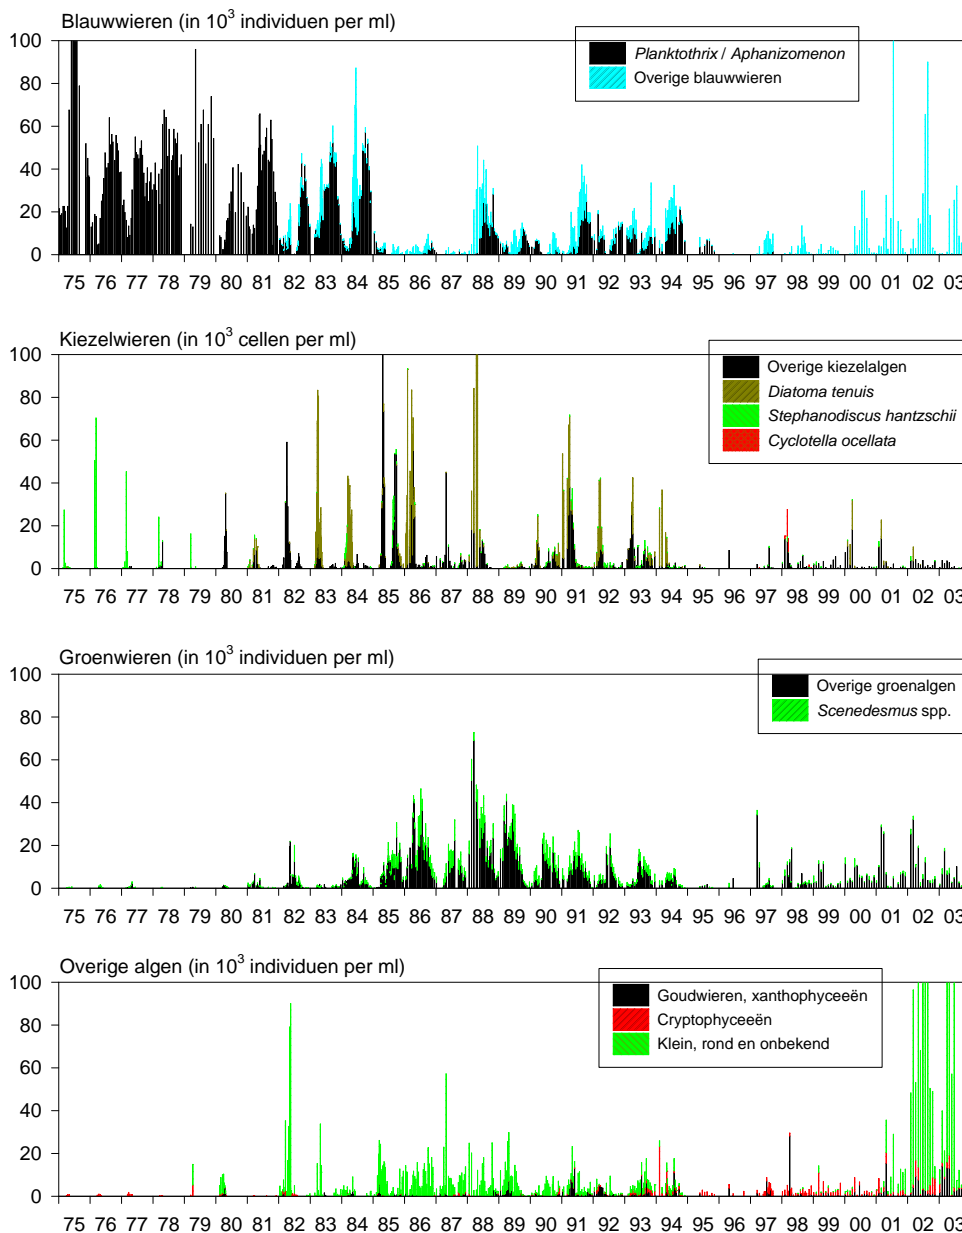 Blauwwieren (in 10³ individuen per ml)
Planktothrix / Aphanizomenon
Overige blauwwieren
100
80
60
40
20
0
75 76 77 78 79 80 81 82 83 84 85 86 87 88 89 90 91 92 93 94 95 96 97 98 99 00 01 02 03
Kiezelwieren (in 10³ cellen per ml)
Overige kiezelalgen
Diatoma tenuis
Stephanodiscus hantzschii
Cyclotella ocellata
100
80
60
40
20
0
75 76 77 78 79 80 81 82 83 84 85 86 87 88 89 90 91 92 93 94 95 96 97 98 99 00 01 02 03
Groenwieren (in 10³ individuen per ml)
Overige groenalgen
Scenedesmus spp.
100
80
60
40
20
0
75 76 77 78 79 80 81 82 83 84 85 86 87 88 89 90 91 92 93 94 95 96 97 98 99 00 01 02 03
Overige algen (in 10³ individuen per ml)
Goudwieren, xanthophyceeën
Cryptophyceeën
Klein, rond en onbekend
100
80
60
40
20
0
75 76 77 78 79 80 81 82 83 84 85 86 87 88 89 90 91 92 93 94 95 96 97 98 99 00 01 02 03